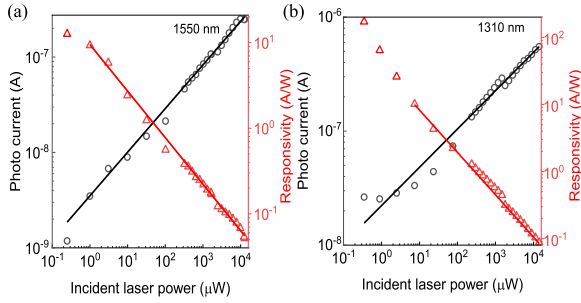 (a)
1550 nm
Photo current (A)
10⁻⁷
10⁻⁸
10⁻⁹
10⁻¹ 10⁰ 10¹ 10² 10³ 10⁴
Incident laser power (μW)
10¹
10⁰
10⁻¹
Responsivity (A/W)
(b)
1310 nm
Photo current (A)
10⁻⁶
10⁻⁷
10⁻⁸
10⁻¹ 10⁰ 10¹ 10² 10³ 10⁴
Incident laser power (μW)
10²
10¹
10⁰
10⁻¹
Responsivity (A/W)